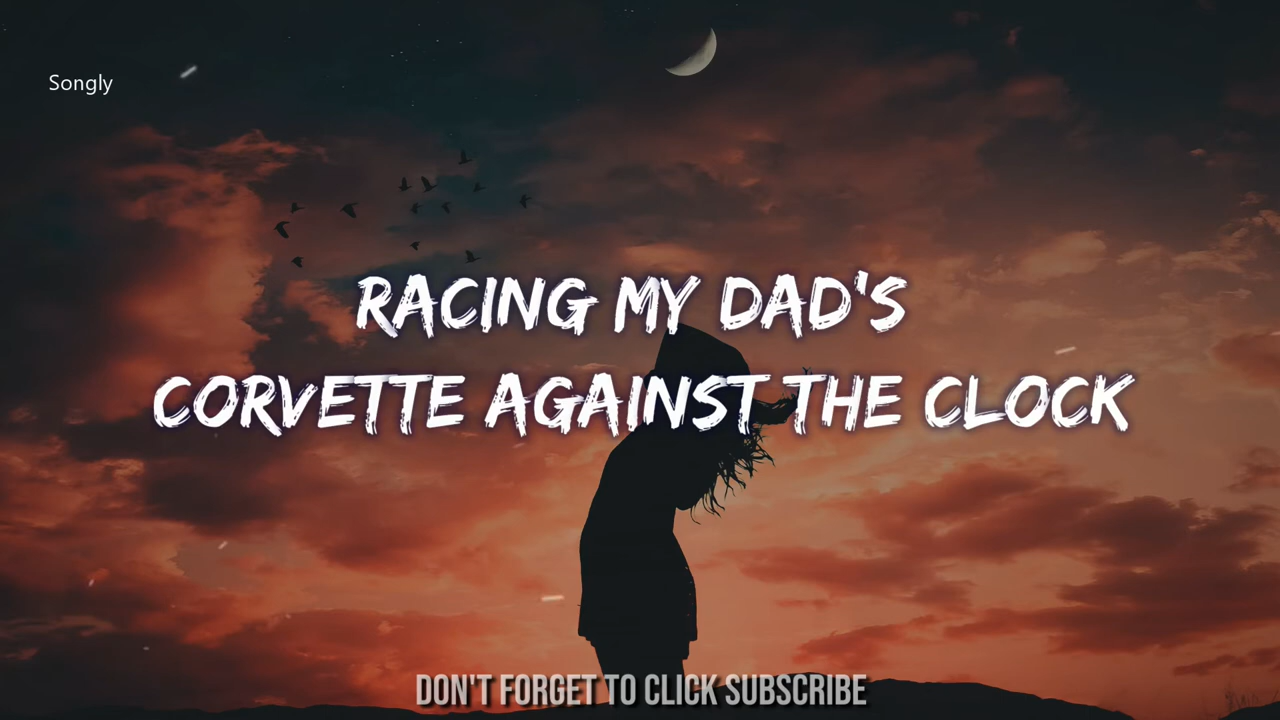 Songly
RACING MY DAD'S
CORVETTE AGAINST THE CLOCK
DON'T FORGET TO CLICK SUBSCRIBE